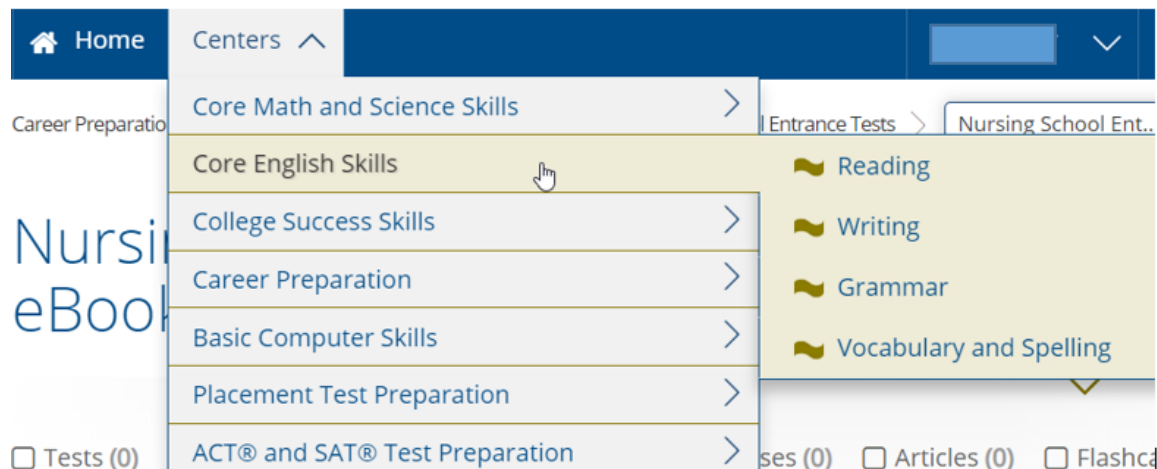 Home Centers
Core Math and Science Skills
Career Preparatio l Entrance Tests Nursing School Ent..
Core English Skills
Reading
College Success Skills
Writing
Nursi
Career Preparation
Grammar
eBook
Basic Computer Skills
Vocabulary and Spelling
Placement Test Preparation
Tests (0) ses (0) Articles (0) Flashca
ACT® and SAT® Test Preparation